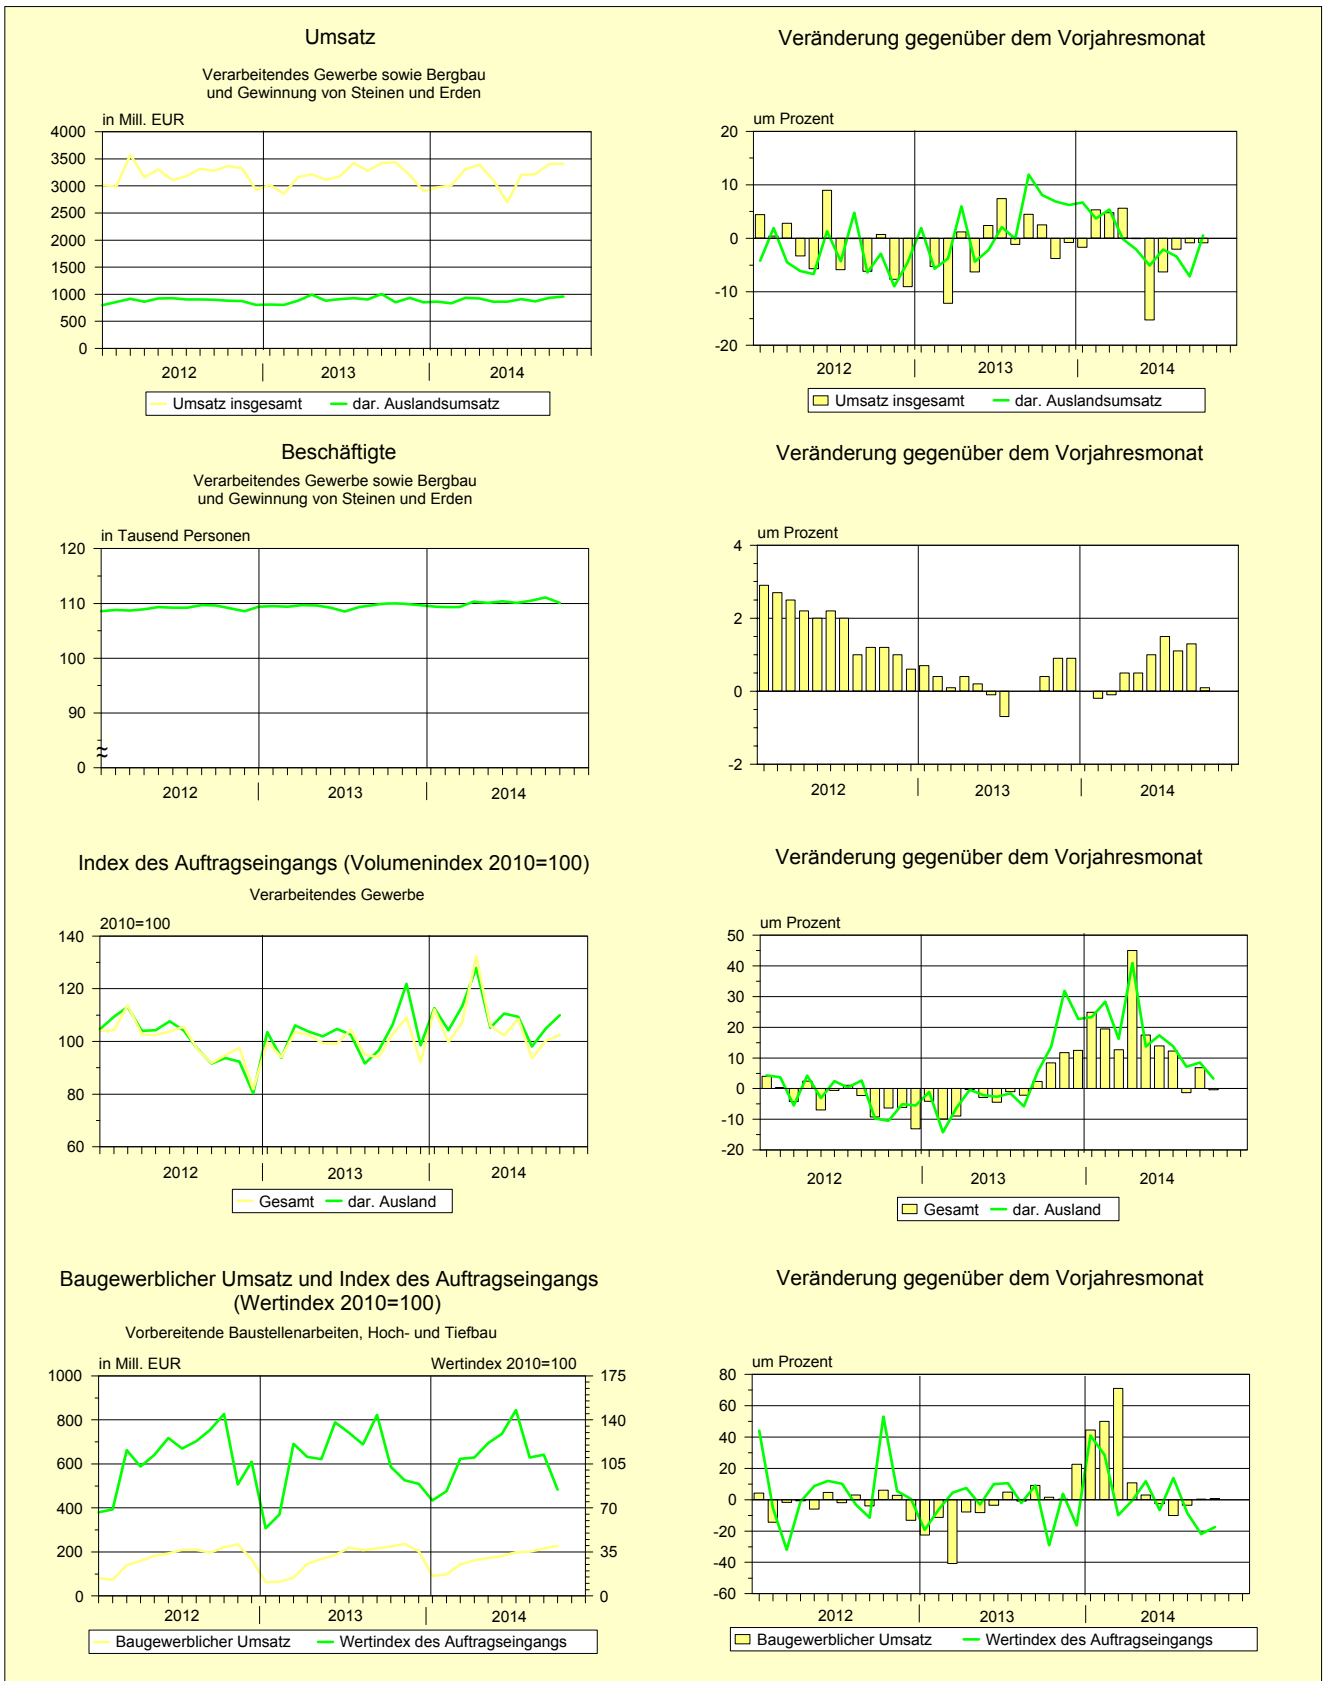 Umsatz
Verarbeitendes Gewerbe sowie Bergbau
und Gewinnung von Steinen und Erden
in Mill. EUR
4000
3500
3000
2500
2000
1500
1000
500
0
2012 2013 2014
Umsatz insgesamt dar. Auslandsumsatz
Veränderung gegenüber dem Vorjahresmonat
um Prozent
20
10
0
-10
-20
2012 2013 2014
Umsatz insgesamt dar. Auslandsumsatz
Beschäftigte
Verarbeitendes Gewerbe sowie Bergbau
und Gewinnung von Steinen und Erden
in Tausend Personen
120
110
100
90
≈
0
2012 2013 2014
Veränderung gegenüber dem Vorjahresmonat
um Prozent
4
2
0
-2
2012 2013 2014
Index des Auftragseingangs (Volumenindex 2010=100)
Verarbeitendes Gewerbe
2010=100
140
120
100
80
60
2012 2013 2014
Gesamt dar. Ausland
Veränderung gegenüber dem Vorjahresmonat
um Prozent
50
40
30
20
10
0
-10
-20
2012 2013 2014
Gesamt dar. Ausland
Baugewerblicher Umsatz und Index des Auftragseingangs
(Wertindex 2010=100)
Vorbereitende Baustellenarbeiten, Hoch- und Tiefbau
in Mill. EUR Wertindex 2010=100
1000 175
800 140
600 105
400 70
200 35
0 0
2012 2013 2014
Baugewerblicher Umsatz Wertindex des Auftragseingangs
Veränderung gegenüber dem Vorjahresmonat
um Prozent
80
60
40
20
0
-20
-40
-60
2012 2013 2014
Baugewerblicher Umsatz Wertindex des Auftragseingangs